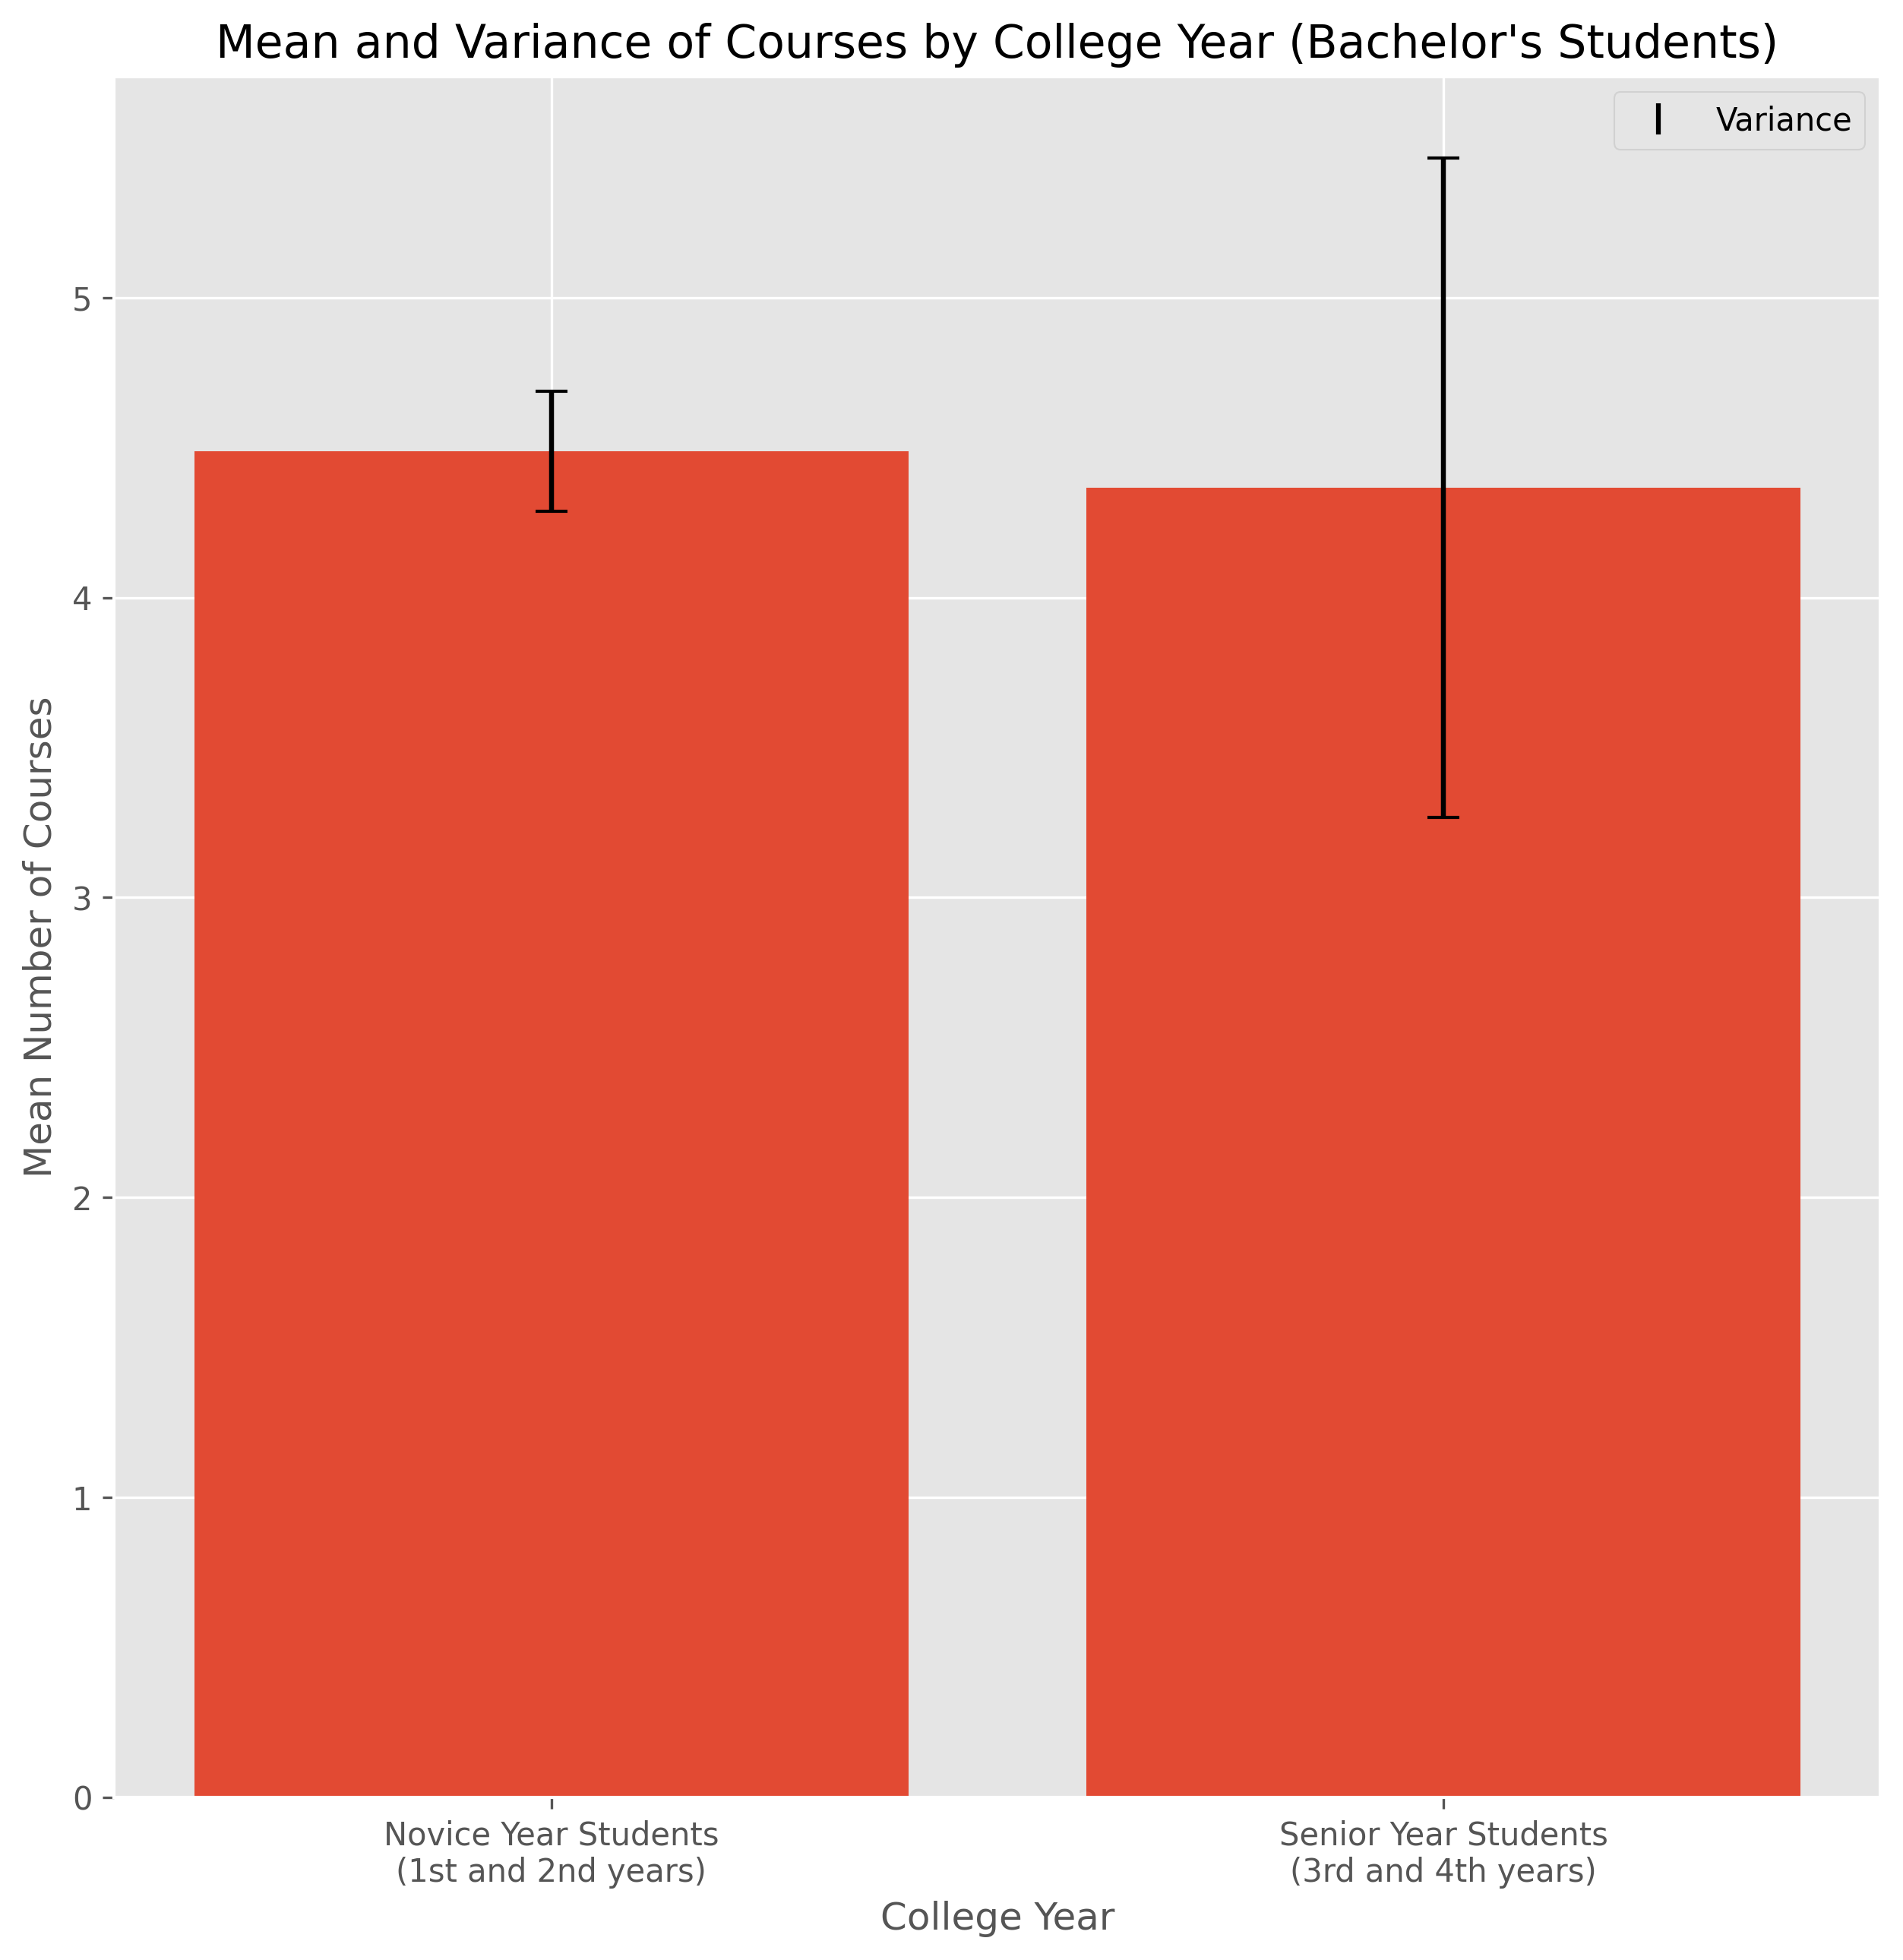 Mean and Variance of Courses by College Year (Bachelor's Students)
Variance
Mean Number of Courses
5
4
3
2
1
0
Novice Year Students
(1st and 2nd years)
Senior Year Students
(3rd and 4th years)
College Year